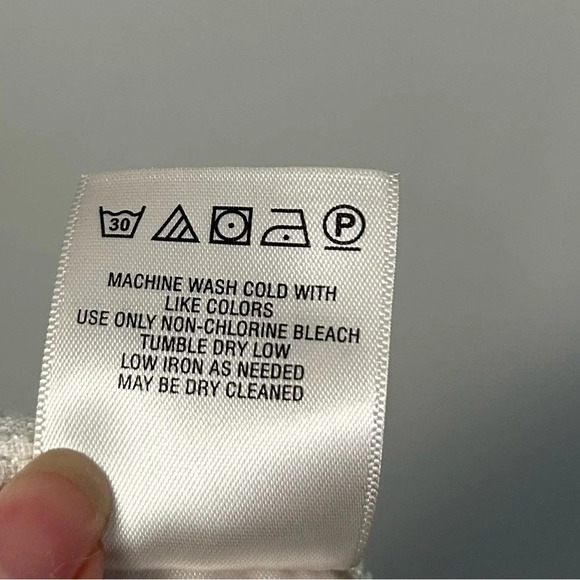 30 P
MACHINE WASH COLD WITH
LIKE COLORS
USE ONLY NON-CHLORINE BLEACH
TUMBLE DRY LOW
LOW IRON AS NEEDED
MAY BE DRY CLEANED